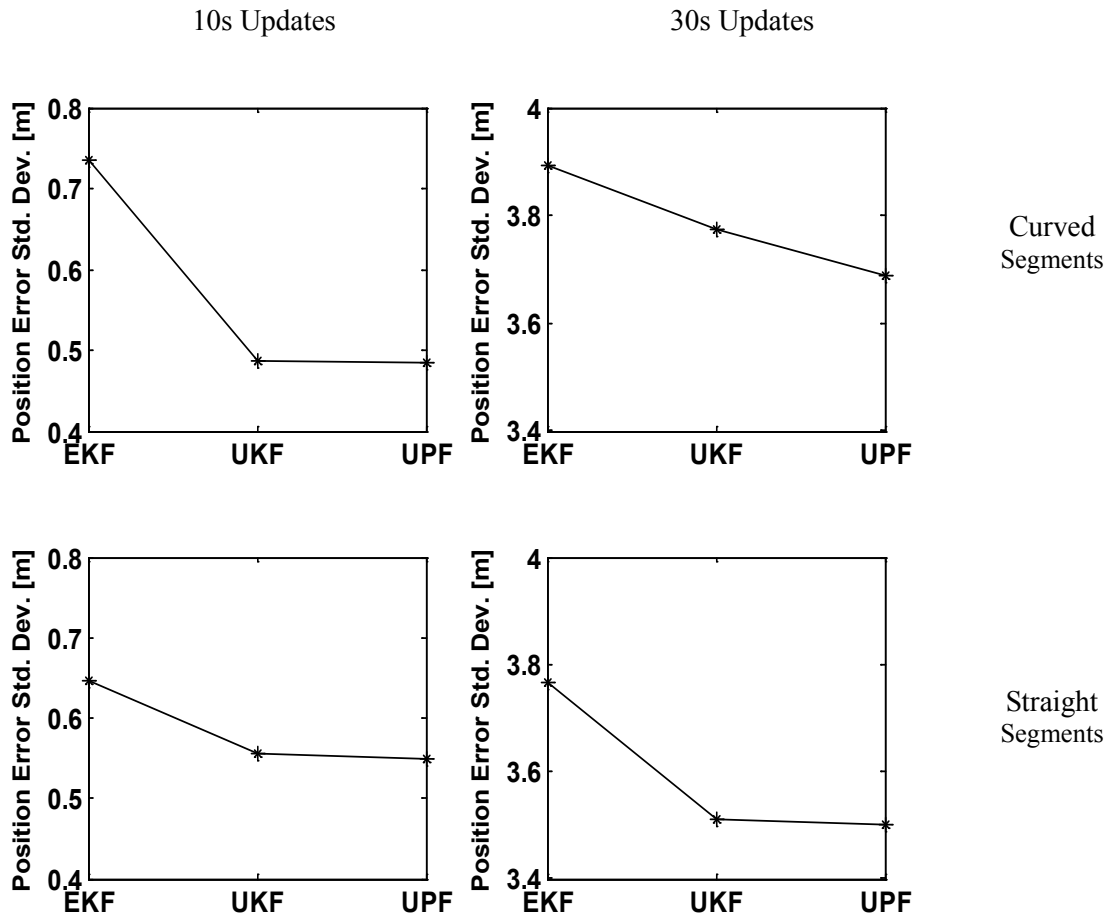 10s Updates
30s Updates
Position Error Std. Dev. [m]
0.8
0.7
0.6
0.5
0.4
EKF UKF UPF
Position Error Std. Dev. [m]
4
3.8
3.6
3.4
EKF UKF UPF
Curved
Segments
Position Error Std. Dev. [m]
0.8
0.7
0.6
0.5
0.4
EKF UKF UPF
Position Error Std. Dev. [m]
4
3.8
3.6
3.4
EKF UKF UPF
Straight
Segments